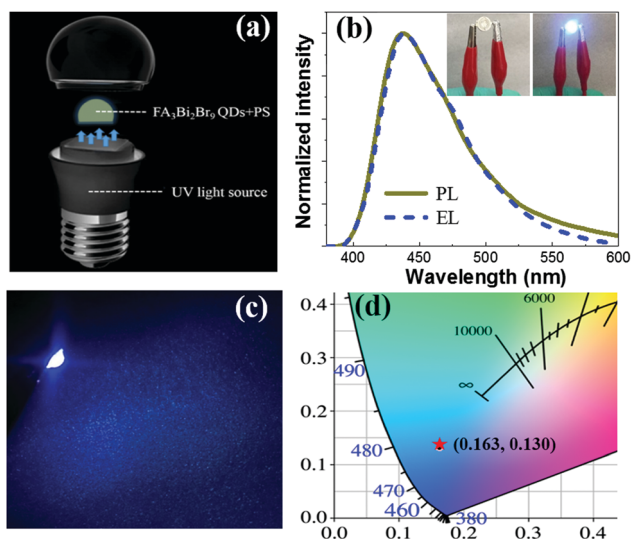 (a)
FA3Bi2Br9 QDs+PS
UV light source
(b)
Normalized intensity
PL
EL
400 450 500 550 600
Wavelength (nm)
(c)
(d)
0.4
0.3
0.2
0.1
0.0
0.0 0.1 0.2 0.3 0.4
6000
10000
∞
490
480
470
460
380
(0.163, 0.130)